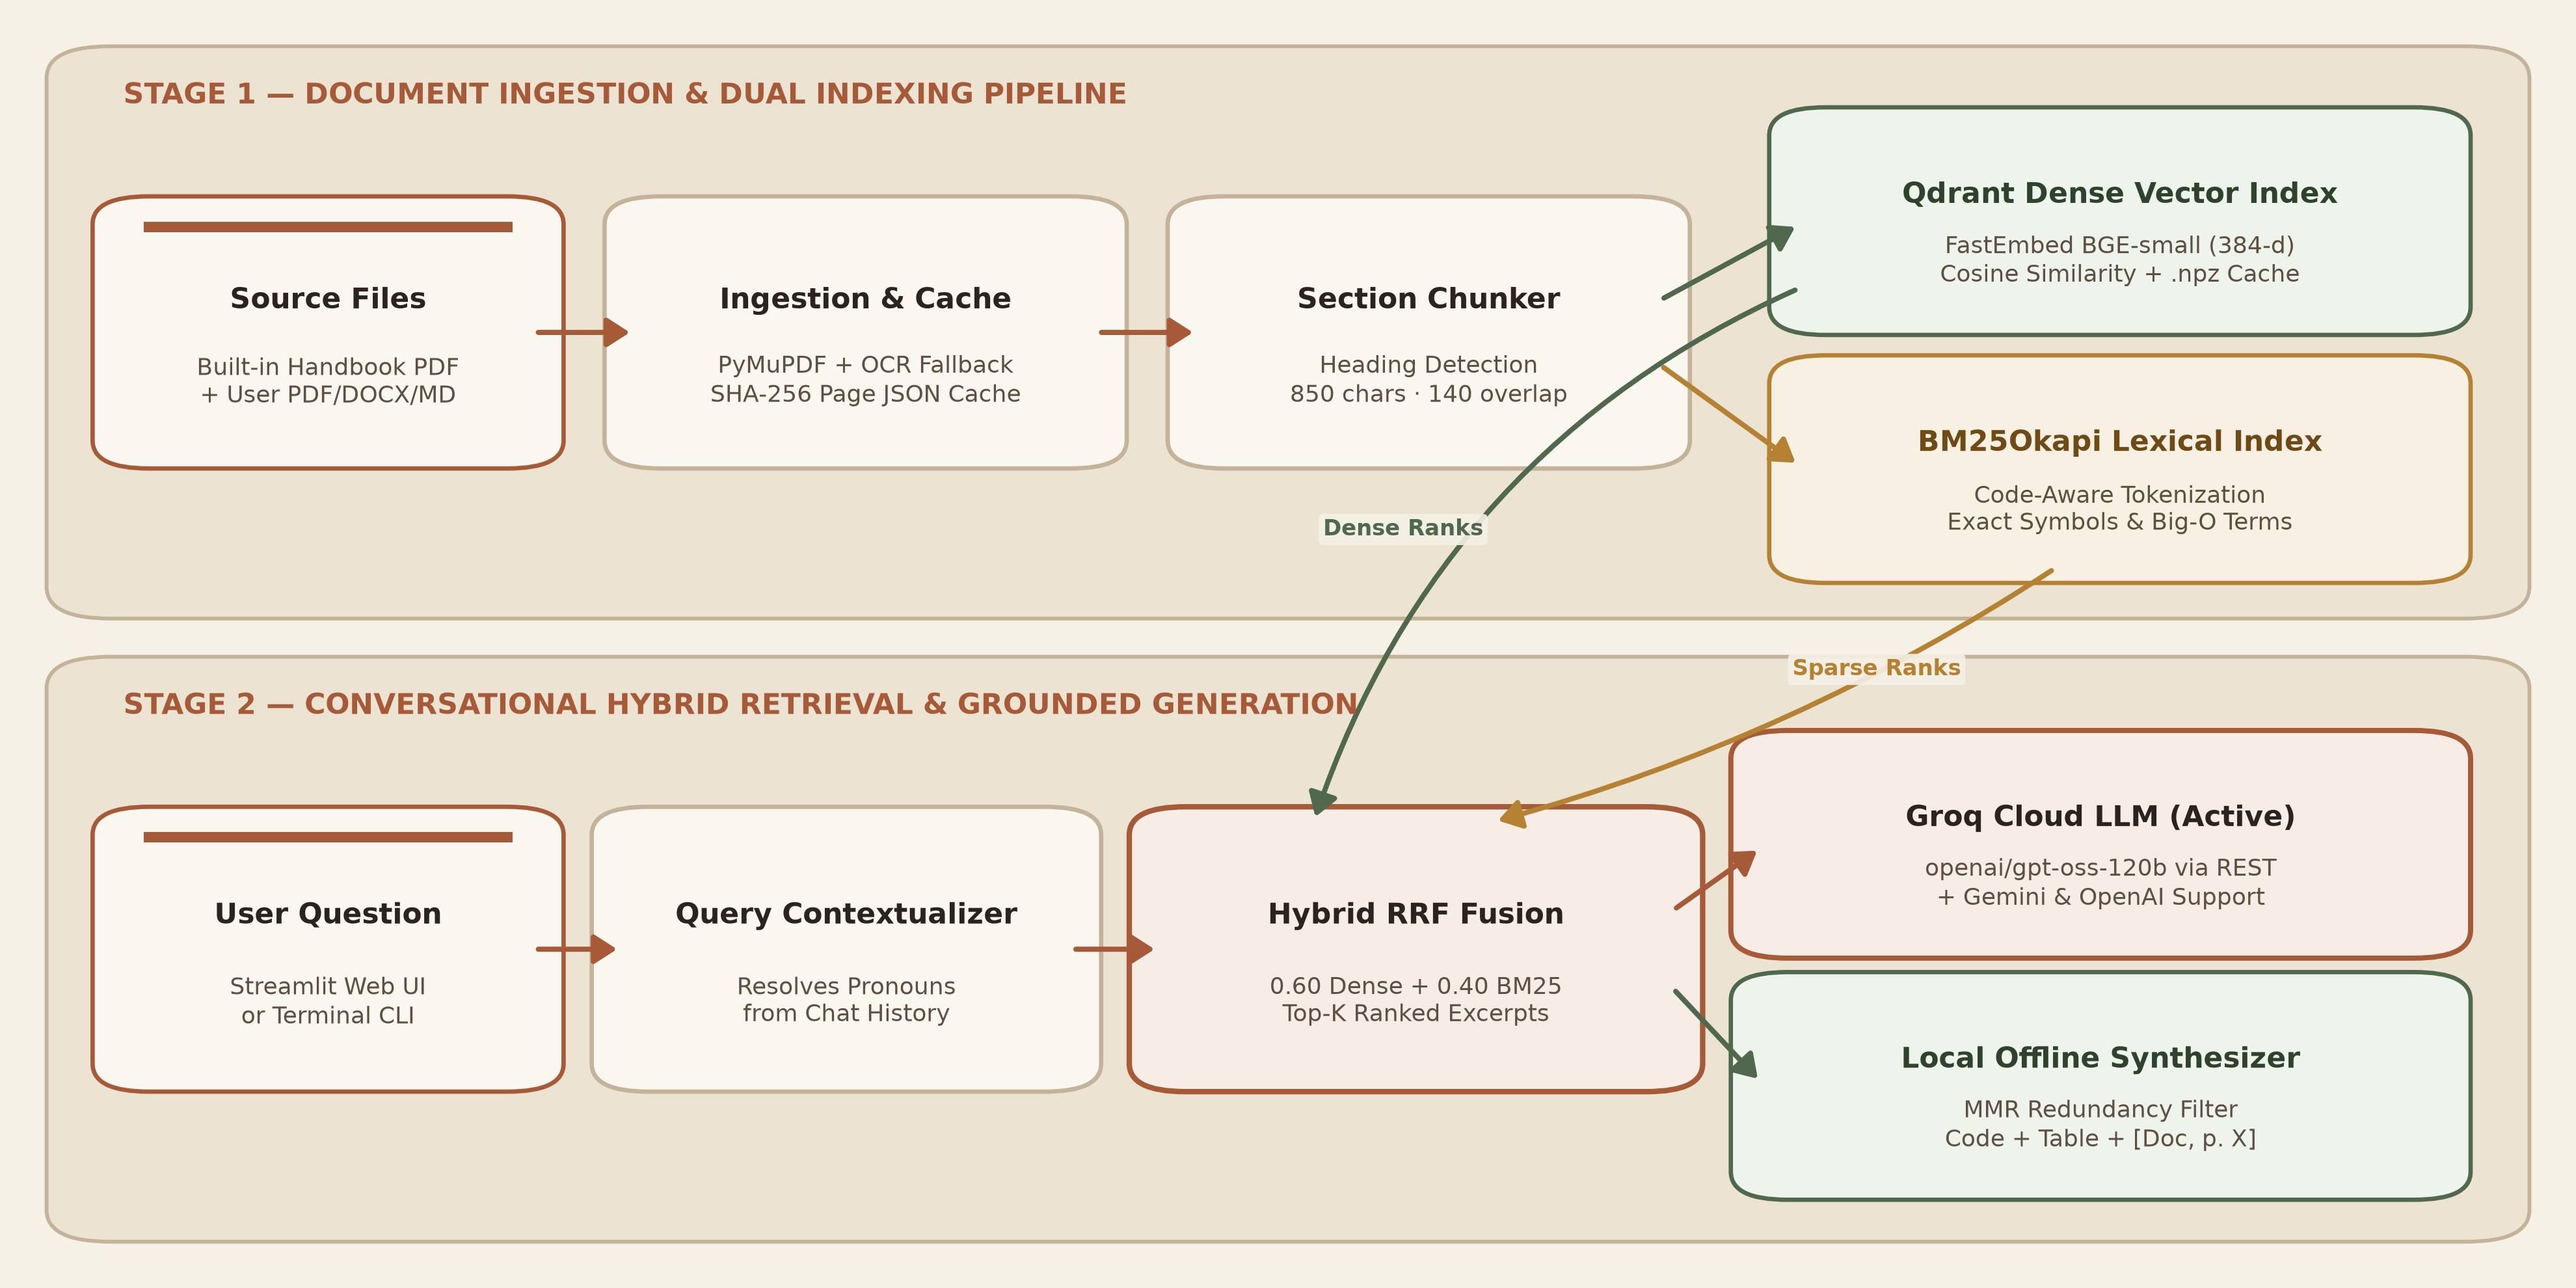 STAGE 1 — DOCUMENT INGESTION & DUAL INDEXING PIPELINE
Source Files
Built-in Handbook PDF
+ User PDF/DOCX/MD
Ingestion & Cache
PyMuPDF + OCR Fallback
SHA-256 Page JSON Cache
Section Chunker
Heading Detection
850 chars · 140 overlap
Qdrant Dense Vector Index
FastEmbed BGE-small (384-d)
Cosine Similarity + .npz Cache
BM25Okapi Lexical Index
Code-Aware Tokenization
Exact Symbols & Big-O Terms
Dense Ranks
Sparse Ranks
STAGE 2 — CONVERSATIONAL HYBRID RETRIEVAL & GROUNDED GENERATION
User Question
Streamlit Web UI
or Terminal CLI
Query Contextualizer
Resolves Pronouns
from Chat History
Hybrid RRF Fusion
0.60 Dense + 0.40 BM25
Top-K Ranked Excerpts
Groq Cloud LLM (Active)
openai/gpt-oss-120b via REST
+ Gemini & OpenAI Support
Local Offline Synthesizer
MMR Redundancy Filter
Code + Table + [Doc, p. X]